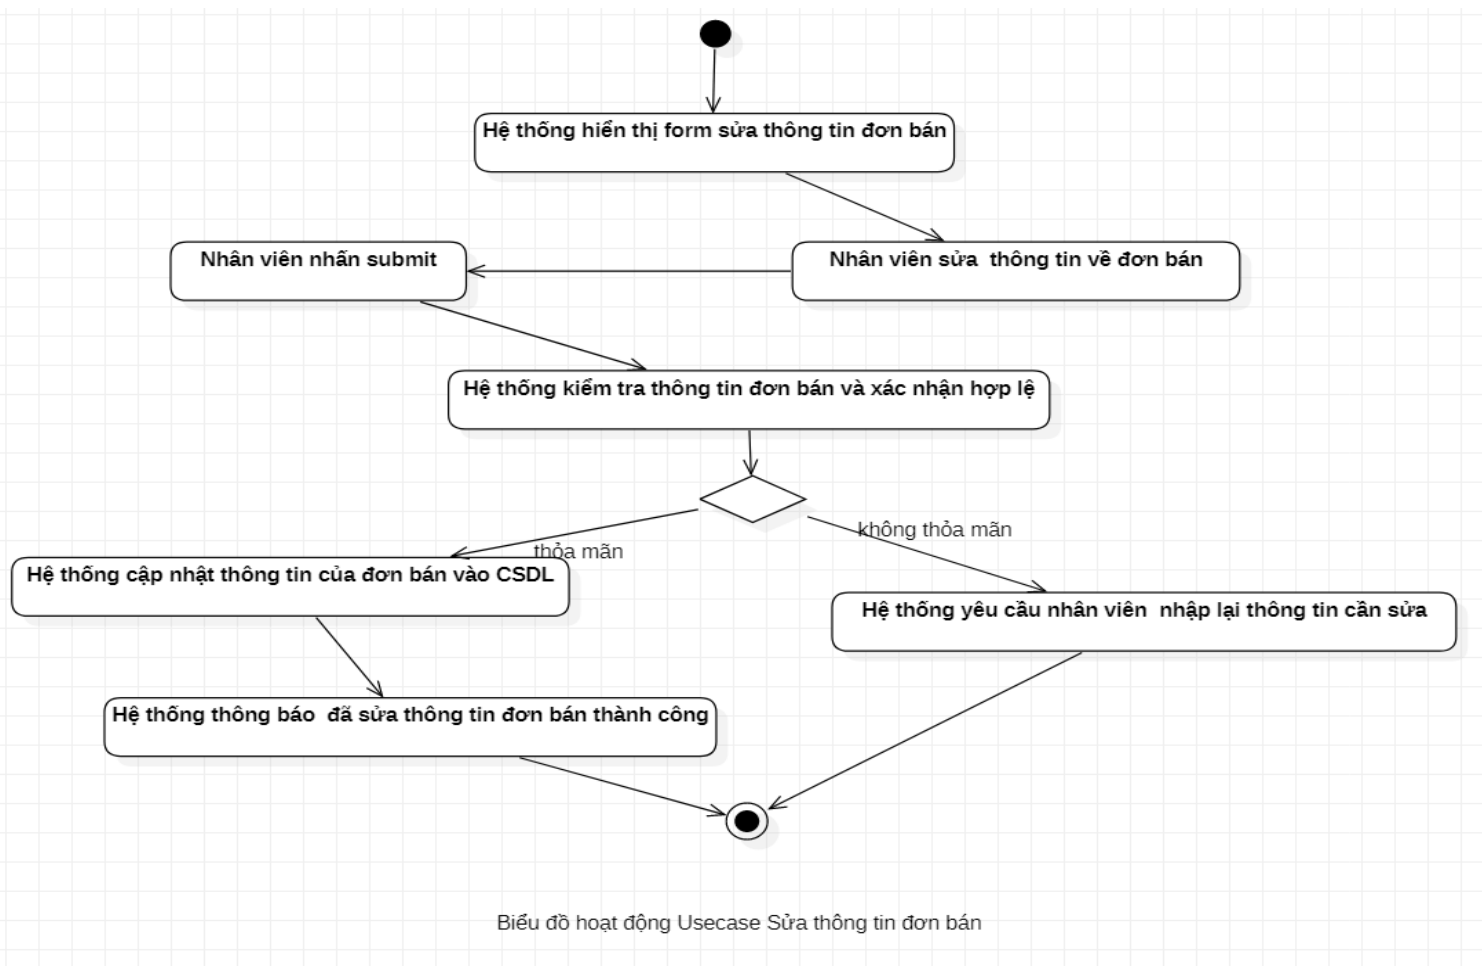 Hệ thống hiển thị form sửa thông tin đơn bán
Nhân viên nhấn submit
Nhân viên sửa  thông tin về đơn bán
Hệ thống kiểm tra thông tin đơn bán và xác nhận hợp lệ
không thỏa mãn
thỏa mãn
Hệ thống cập nhật thông tin của đơn bán vào CSDL
Hệ thống yêu cầu nhân viên  nhập lại thông tin cần sửa
Hệ thống thông báo  đã sửa thông tin đơn bán thành công
Biểu đồ hoạt động Usecase Sửa thông tin đơn bán